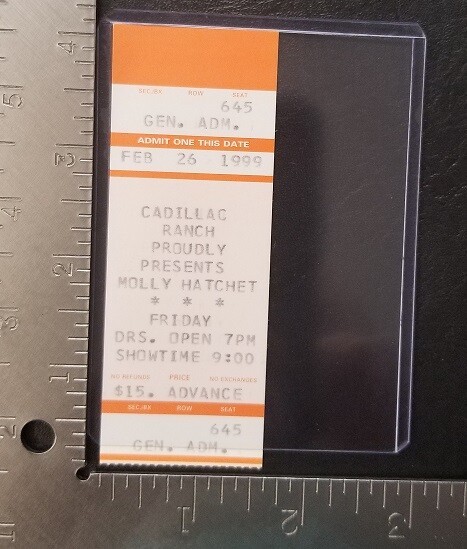 SEC/BX ROW SEAT
645
GEN. ADM.
ADMIT ONE THIS DATE
FEB 26 1999
CADILLAC
RANCH
PROUDLY
PRESENTS
MOLLY HATCHET
* * *
FRIDAY
DRS. OPEN 7PM
SHOWTIME 9:00
NO REFUNDS PRICE NO EXCHANGES
$15. ADVANCE
SEC/BX ROW SEAT
645
GEN. ADM.
4
5
3
4
2
3
1
2
1
1 2 3